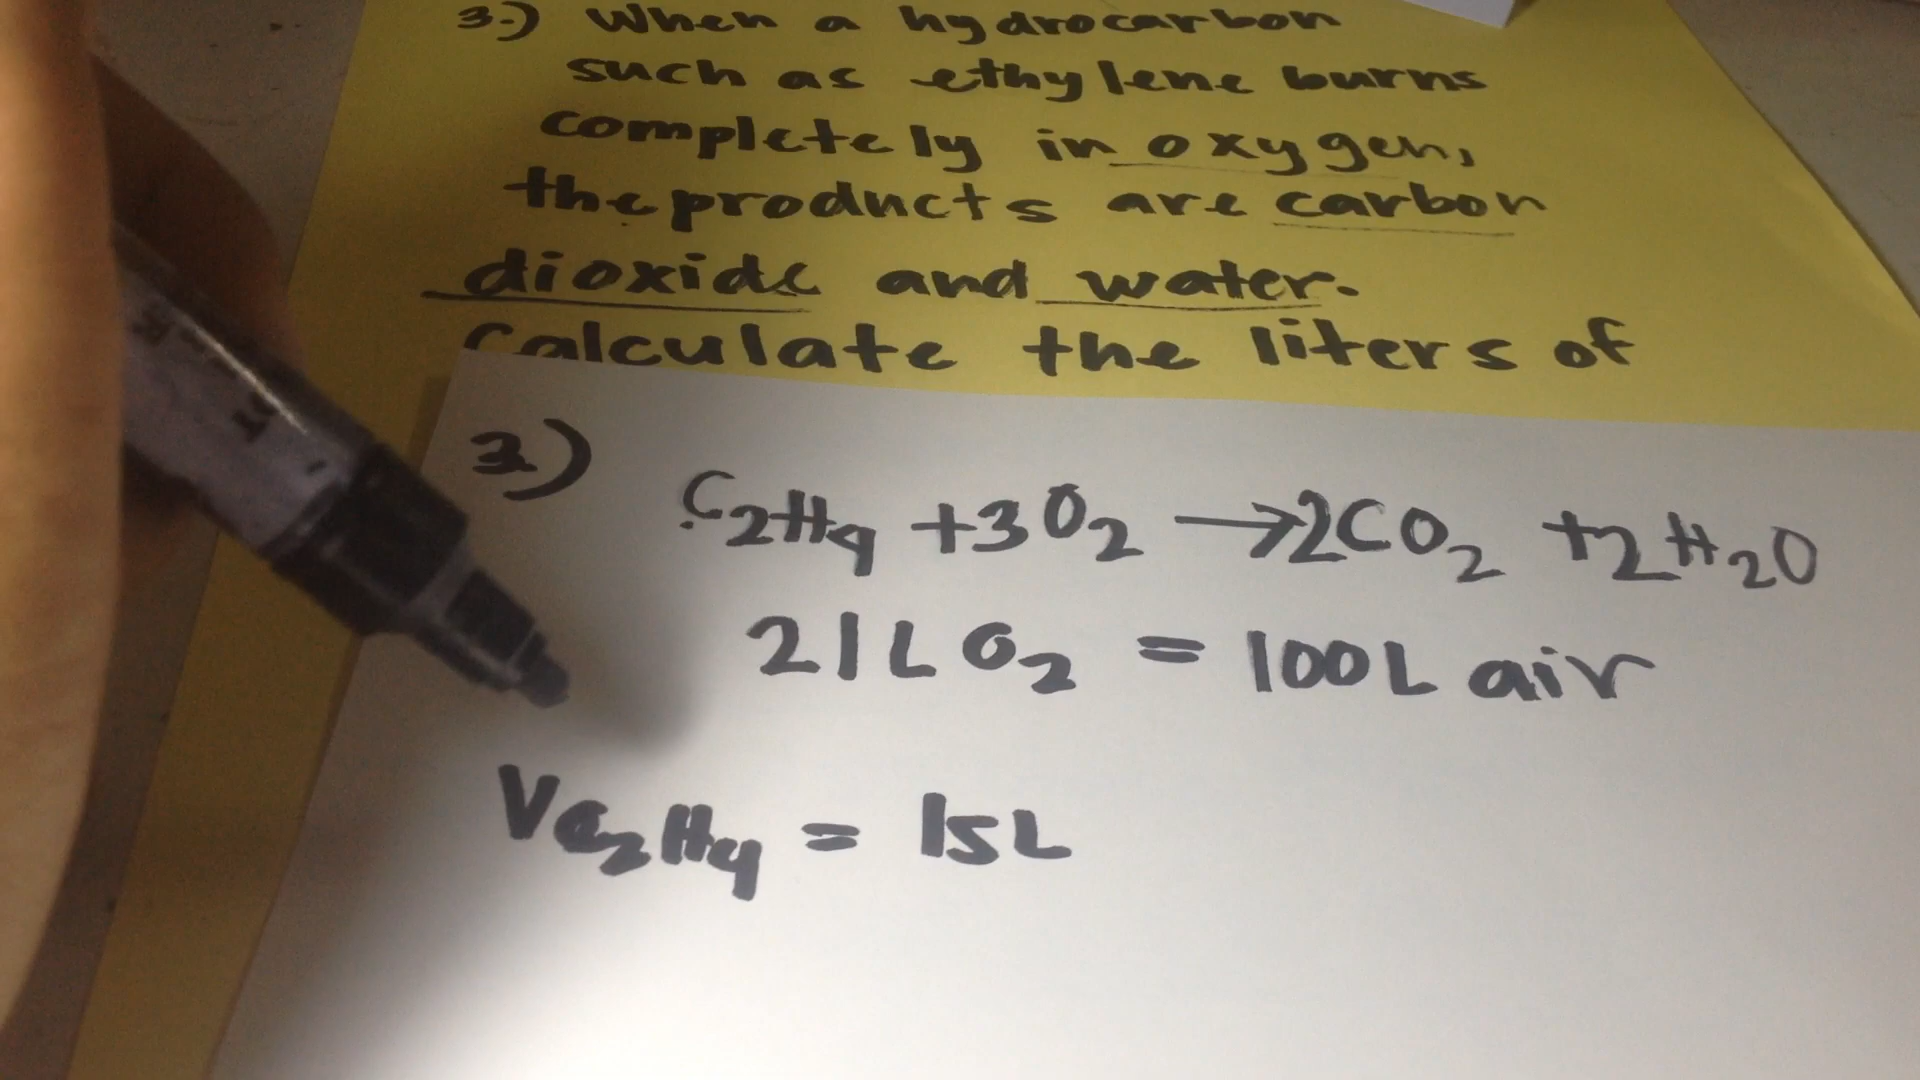 3.) When a hydrocarbon
such as ethylene burns
completely in oxygen,
the products are carbon
dioxide and water.
Calculate the liters of
3) C₂H₄ + 3O₂ → 2CO₂ + 2H₂O
21L O₂ = 100L air
V C₂H₄ = 15L